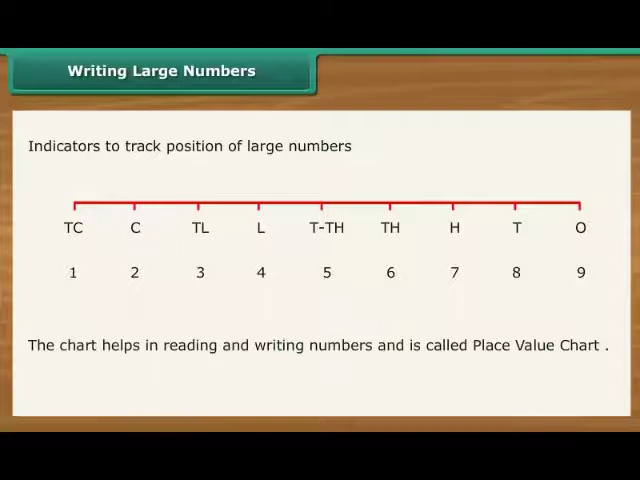 Writing Large Numbers
Indicators to track position of large numbers
TC C TL L T-TH TH H T O
1 2 3 4 5 6 7 8 9
The chart helps in reading and writing numbers and is called Place Value Chart .